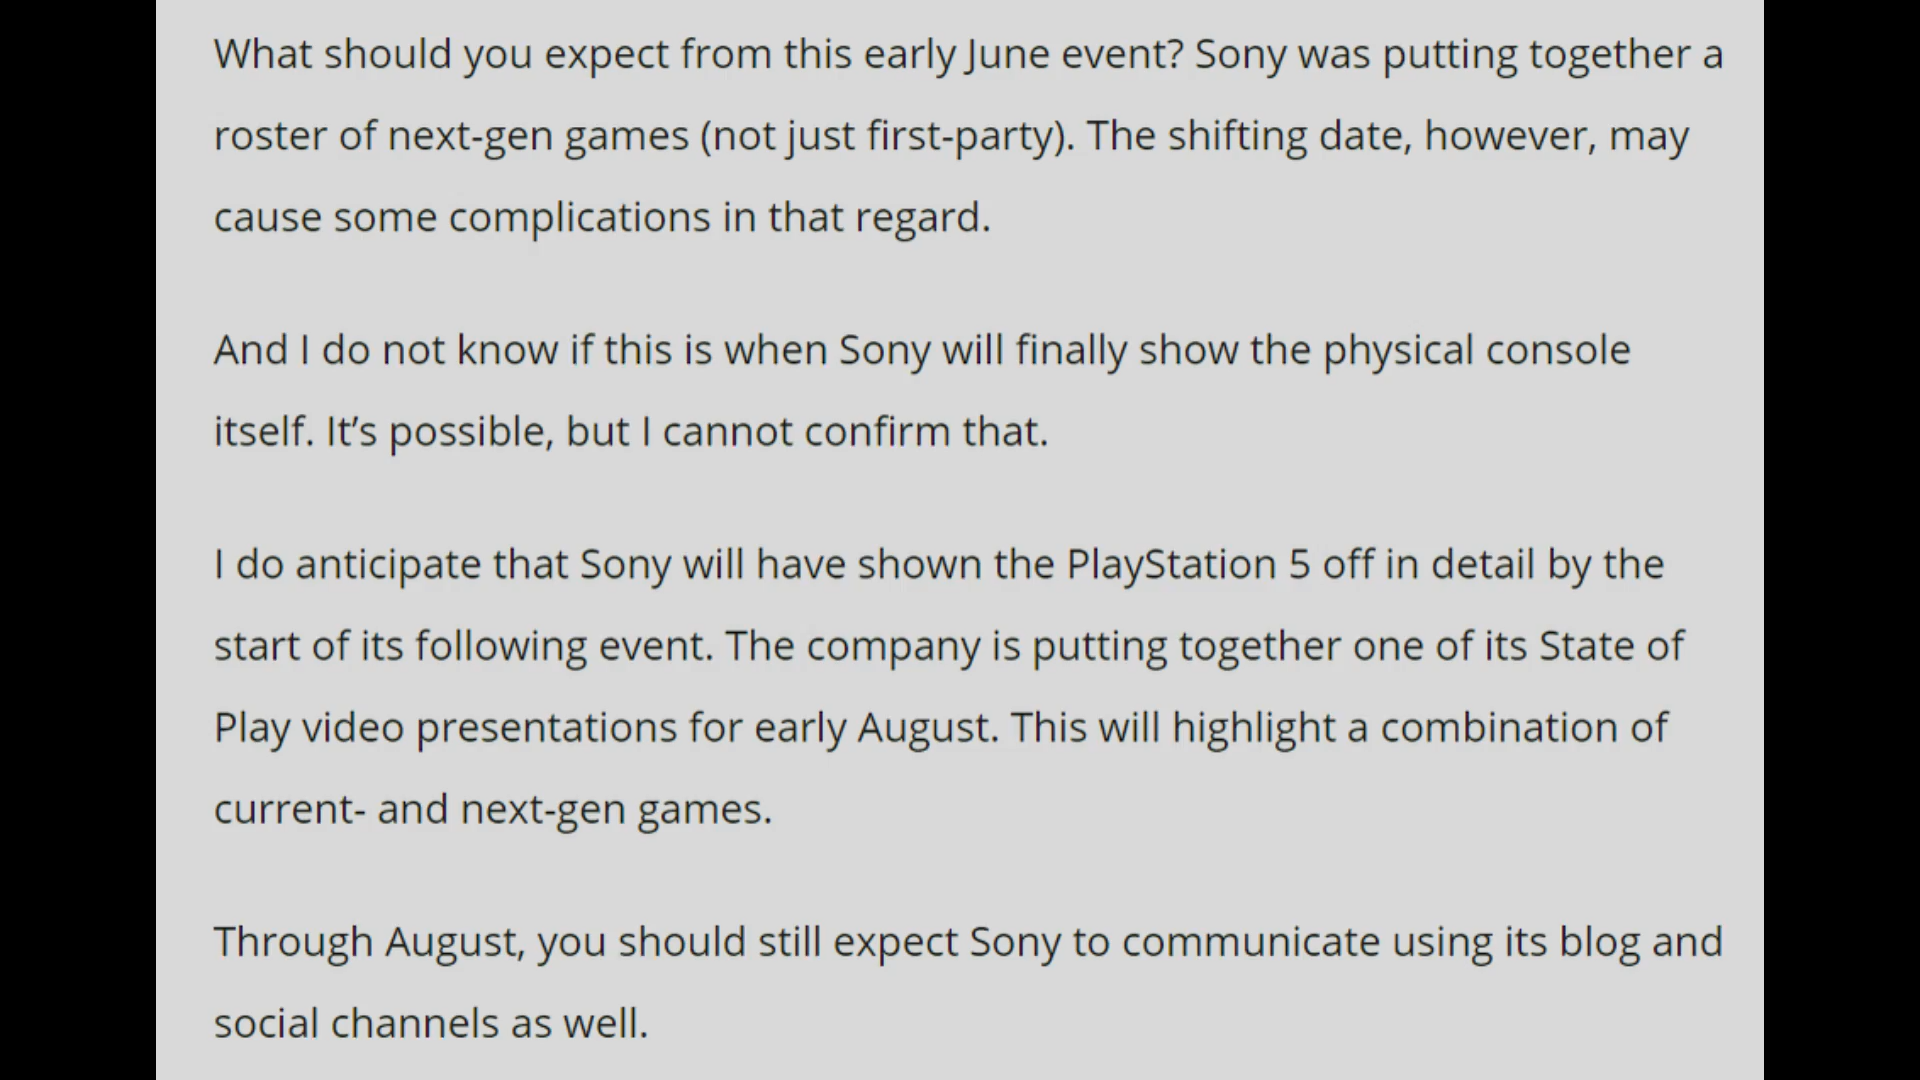 What should you expect from this early June event? Sony was putting together a
roster of next-gen games (not just first-party). The shifting date, however, may
cause some complications in that regard.
And I do not know if this is when Sony will finally show the physical console
itself. It’s possible, but I cannot confirm that.
I do anticipate that Sony will have shown the PlayStation 5 off in detail by the
start of its following event. The company is putting together one of its State of
Play video presentations for early August. This will highlight a combination of
current- and next-gen games.
Through August, you should still expect Sony to communicate using its blog and
social channels as well.